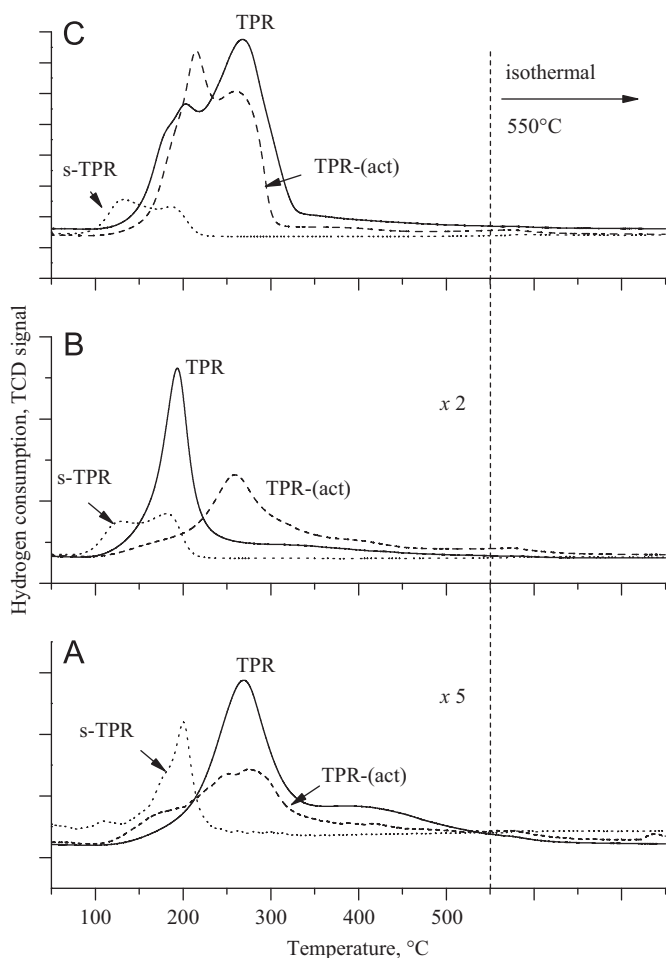 C
TPR
isothermal
550°C
s-TPR
TPR-(act)
B
TPR
x 2
s-TPR
TPR-(act)
Hydrogen consumption, TCD signal
A
TPR
x 5
s-TPR
TPR-(act)
100 200 300 400 500
Temperature, °C